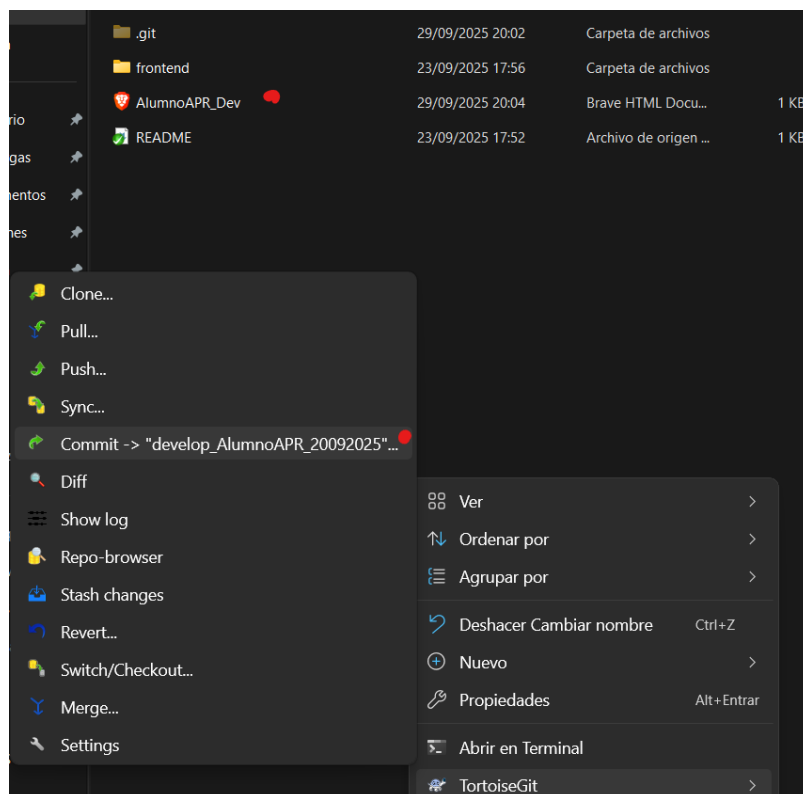 .git 29/09/2025 20:02 Carpeta de archivos
frontend 23/09/2025 17:56 Carpeta de archivos
AlumnoAPR_Dev 29/09/2025 20:04 Brave HTML Docu... 1 KB
README 23/09/2025 17:52 Archivo de origen ... 1 KB
rio
gas
mentos
nes
Clone...
Pull...
Push...
Sync...
Commit -> "develop_AlumnoAPR_20092025"...
Diff
Show log
Repo-browser
Stash changes
Revert...
Switch/Checkout...
Merge...
Settings
Ver
Ordenar por
Agrupar por
Deshacer Cambiar nombre Ctrl+Z
Nuevo
Propiedades Alt+Entrar
Abrir en Terminal
TortoiseGit